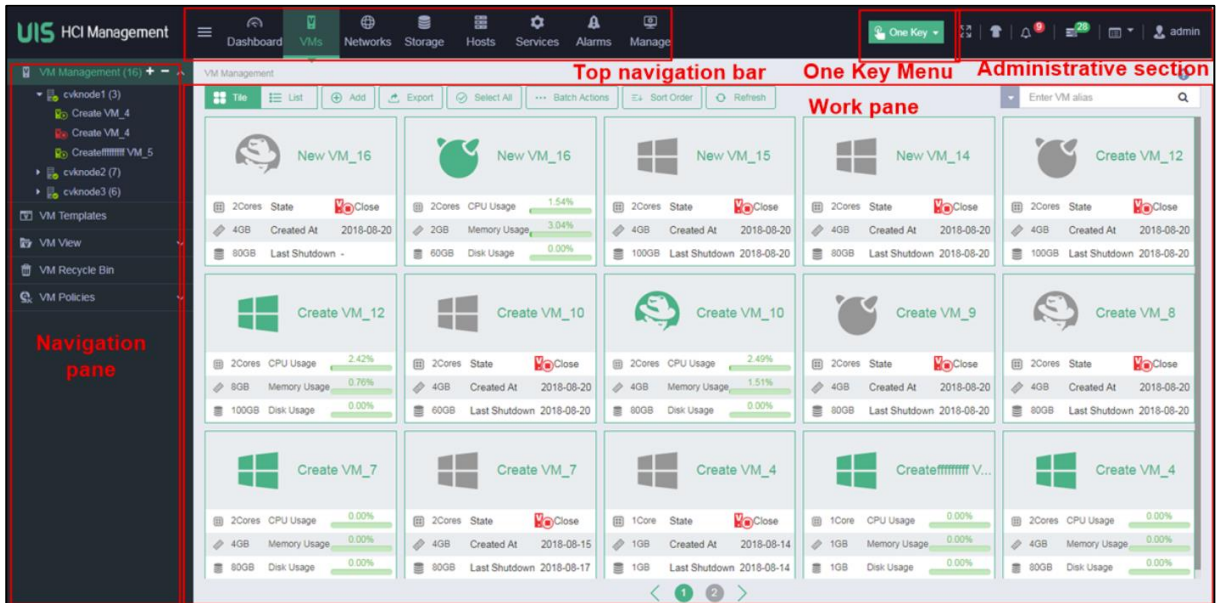 UIS HCI Management
Dashboard VMs Networks Storage Hosts Services Alarms Manage
One Key
9
28
admin
Top navigation bar One Key Menu Administrative section
VM Management (16)
cvknode1 (3)
Create VM_4
Create VM_4
Createfffffffff VM_5
cvknode2 (7)
cvknode3 (6)
VM Templates
VM View
VM Recycle Bin
VM Policies
Navigation
pane
VM Management
Tile List Add Export Select All Batch Actions Sort Order Refresh
Work pane
Enter VM alias
New VM_16 New VM_16 New VM_15 New VM_14 Create VM_12
2Cores State Close 2Cores CPU Usage 1.54% 2Cores State Close 2Cores State Close 2Cores State Close
4GB Created At 2018-08-20 2GB Memory Usage 3.04% 4GB Created At 2018-08-20 4GB Created At 2018-08-20 4GB Created At 2018-08-20
80GB Last Shutdown - 60GB Disk Usage 0.00% 100GB Last Shutdown 2018-08-20 80GB Last Shutdown 2018-08-20 100GB Last Shutdown 2018-08-20
Create VM_12 Create VM_10 Create VM_10 Create VM_9 Create VM_8
2Cores CPU Usage 2.42% 2Cores State Close 2Cores CPU Usage 2.49% 2Cores State Close 2Cores State Close
8GB Memory Usage 0.76% 4GB Created At 2018-08-20 4GB Memory Usage 1.51% 4GB Created At 2018-08-20 4GB Created At 2018-08-20
100GB Disk Usage 0.00% 60GB Last Shutdown 2018-08-20 80GB Disk Usage 0.00% 80GB Last Shutdown 2018-08-20 80GB Last Shutdown 2018-08-20
Create VM_7 Create VM_7 Create VM_4 Createfffffffff V... Create VM_4
2Cores CPU Usage 0.00% 2Cores State Close 1Core State Close 1Core CPU Usage 0.00% 2Cores CPU Usage 0.00%
4GB Memory Usage 0.00% 4GB Created At 2018-08-15 1GB Created At 2018-08-14 1GB Memory Usage 0.00% 4GB Memory Usage 0.00%
80GB Disk Usage 0.00% 80GB Last Shutdown 2018-08-17 1GB Last Shutdown 2018-08-14 1GB Disk Usage 0.00% 80GB Disk Usage 0.00%
1 2